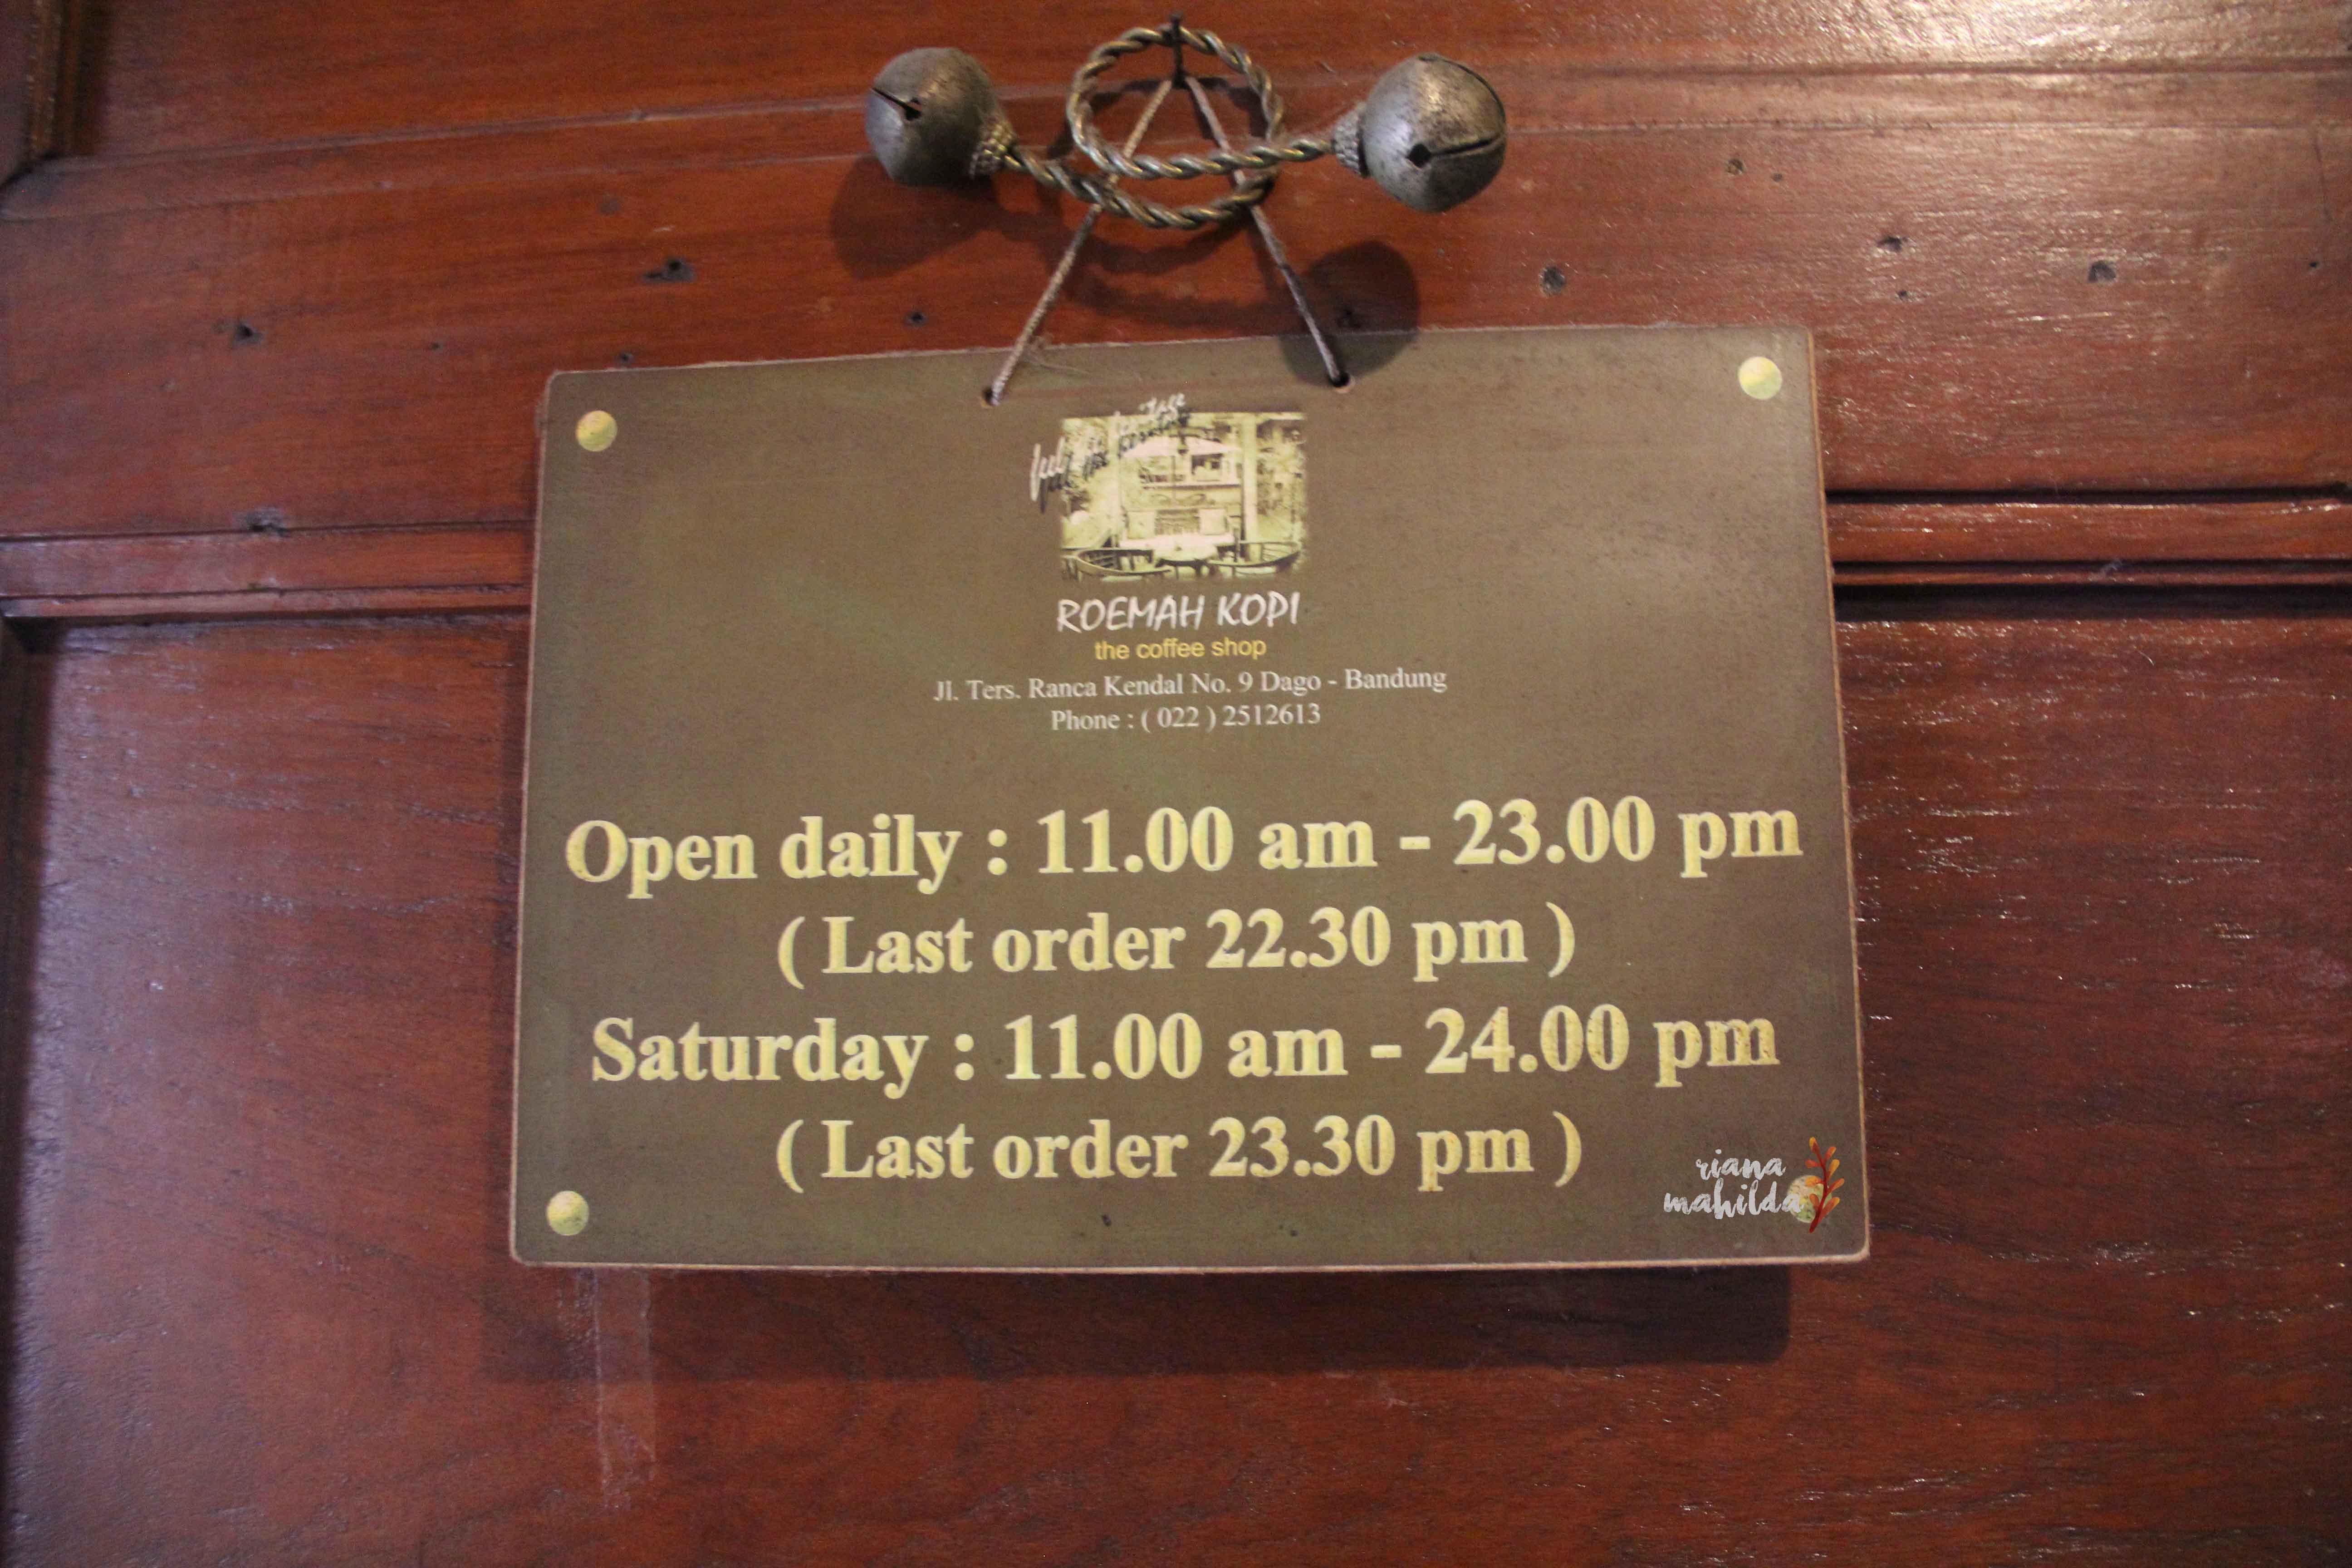 ROEMAH KOPI
the coffee shop
Jl. Ters. Ranca Kendal No. 9 Dago - Bandung
Phone : ( 022 ) 2512613
Open daily : 11.00 am - 23.00 pm
( Last order 22.30 pm )
Saturday : 11.00 am - 24.00 pm
( Last order 23.30 pm )
riana
mahilda